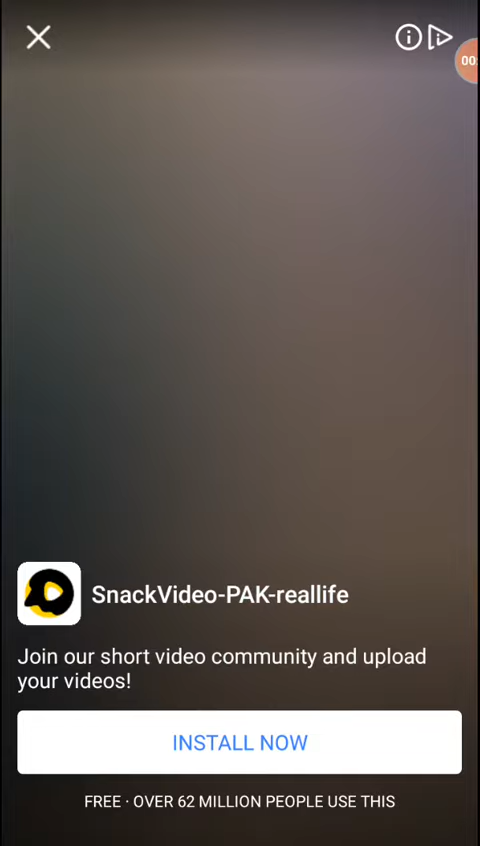 00:
SnackVideo-PAK-reallife
Join our short video community and upload
your videos!
INSTALL NOW
FREE · OVER 62 MILLION PEOPLE USE THIS